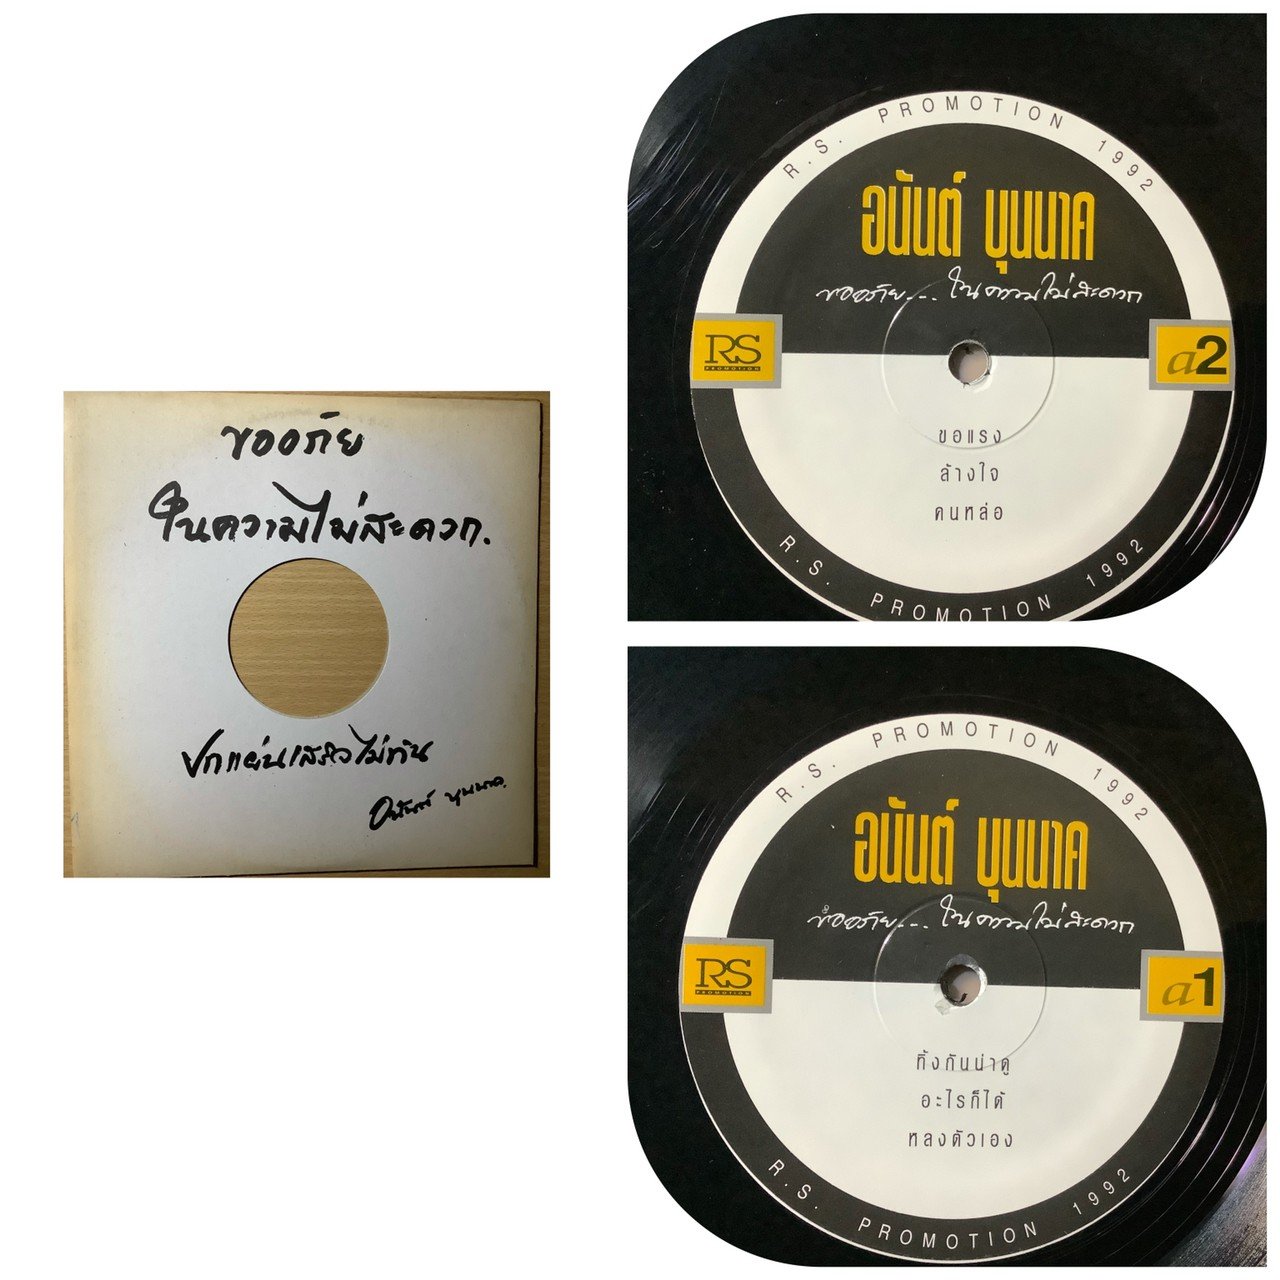 ขออภัย
ในความไม่สะดวก.
ปกแผ่นเสร็จไม่ทัน
อนันต์ บุนนาค.
R.S. PROMOTION 1992
อนันต์ บุนนาค
ขออภัย... ในความไม่สะดวก
RS
PROMOTION
a2
ขอแรง
ล้างใจ
คนหล่อ
R.S. PROMOTION 1992
R.S. PROMOTION 1992
อนันต์ บุนนาค
ขออภัย... ในความไม่สะดวก
RS
PROMOTION
a1
ทิ้งกันน่าดู
อะไรก็ได้
หลงตัวเอง
R.S. PROMOTION 1992